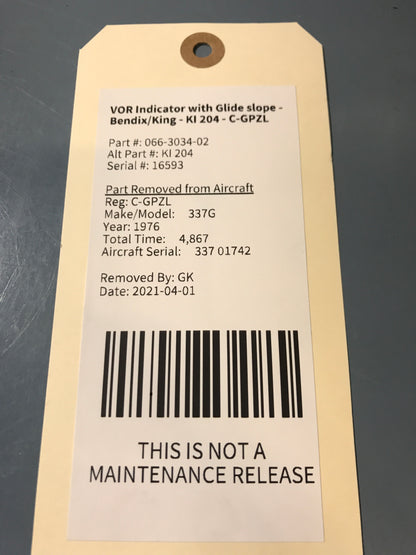 VOR Indicator with Glide slope -
Bendix/King - KI 204 - C-GPZL
Part #: 066-3034-02
Alt Part #: KI 204
Serial #: 16593
Part Removed from Aircraft
Reg: C-GPZL
Make/Model: 337G
Year: 1976
Total Time: 4,867
Aircraft Serial: 337 01742
Removed By: GK
Date: 2021-04-01
THIS IS NOT A
MAINTENANCE RELEASE